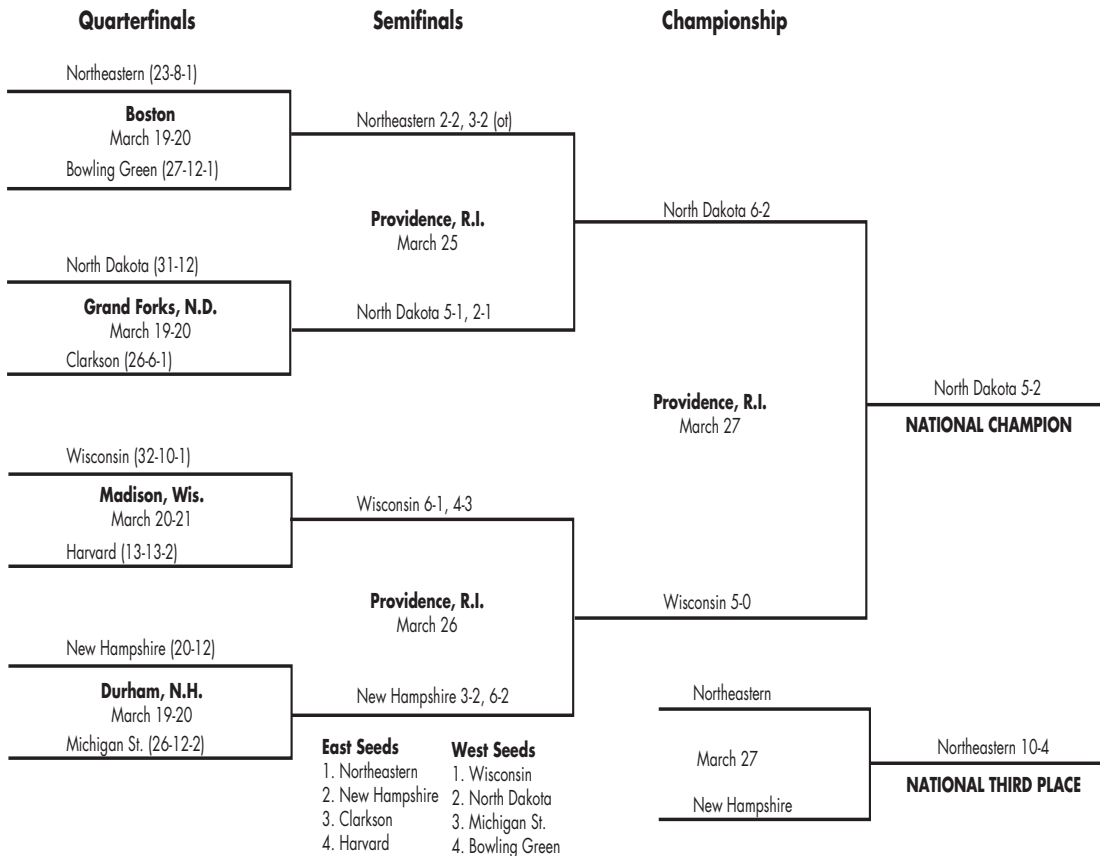 Quarterfinals
Semifinals
Championship
Northeastern (23-8-1)
Boston
March 19-20
Bowling Green (27-12-1)
North Dakota (31-12)
Grand Forks, N.D.
March 19-20
Clarkson (26-6-1)
Wisconsin (32-10-1)
Madison, Wis.
March 20-21
Harvard (13-13-2)
New Hampshire (20-12)
Durham, N.H.
March 19-20
Michigan St. (26-12-2)
Northeastern 2-2, 3-2 (ot)
Providence, R.I.
March 25
North Dakota 5-1, 2-1
Wisconsin 6-1, 4-3
Providence, R.I.
March 26
New Hampshire 3-2, 6-2
East Seeds
1. Northeastern
2. New Hampshire
3. Clarkson
4. Harvard
West Seeds
1. Wisconsin
2. North Dakota
3. Michigan St.
4. Bowling Green
North Dakota 6-2
Providence, R.I.
March 27
Wisconsin 5-0
North Dakota 5-2
NATIONAL CHAMPION
Northeastern
March 27
New Hampshire
Northeastern 10-4
NATIONAL THIRD PLACE